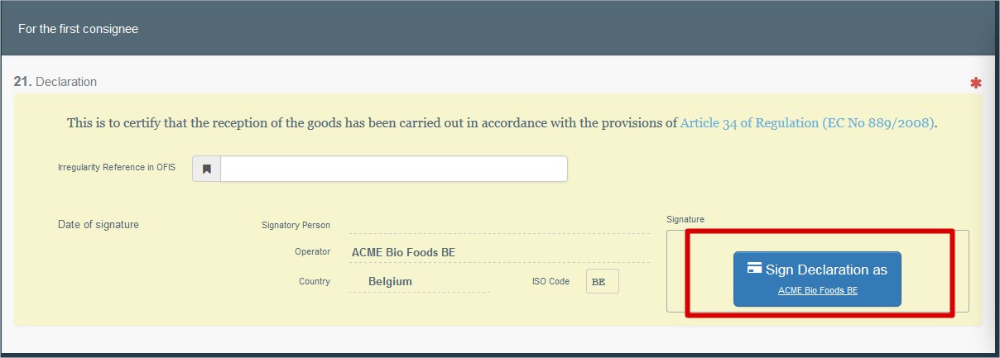 For the first consignee
21. Declaration
This is to certify that the reception of the goods has been carried out in accordance with the provisions of Article 34 of Regulation (EC No 889/2008).
Irregularity Reference in OFIS
Date of signature
Signatory Person
Operator ACME Bio Foods BE
Country Belgium ISO Code BE
Signature
Sign Declaration as
ACME Bio Foods BE